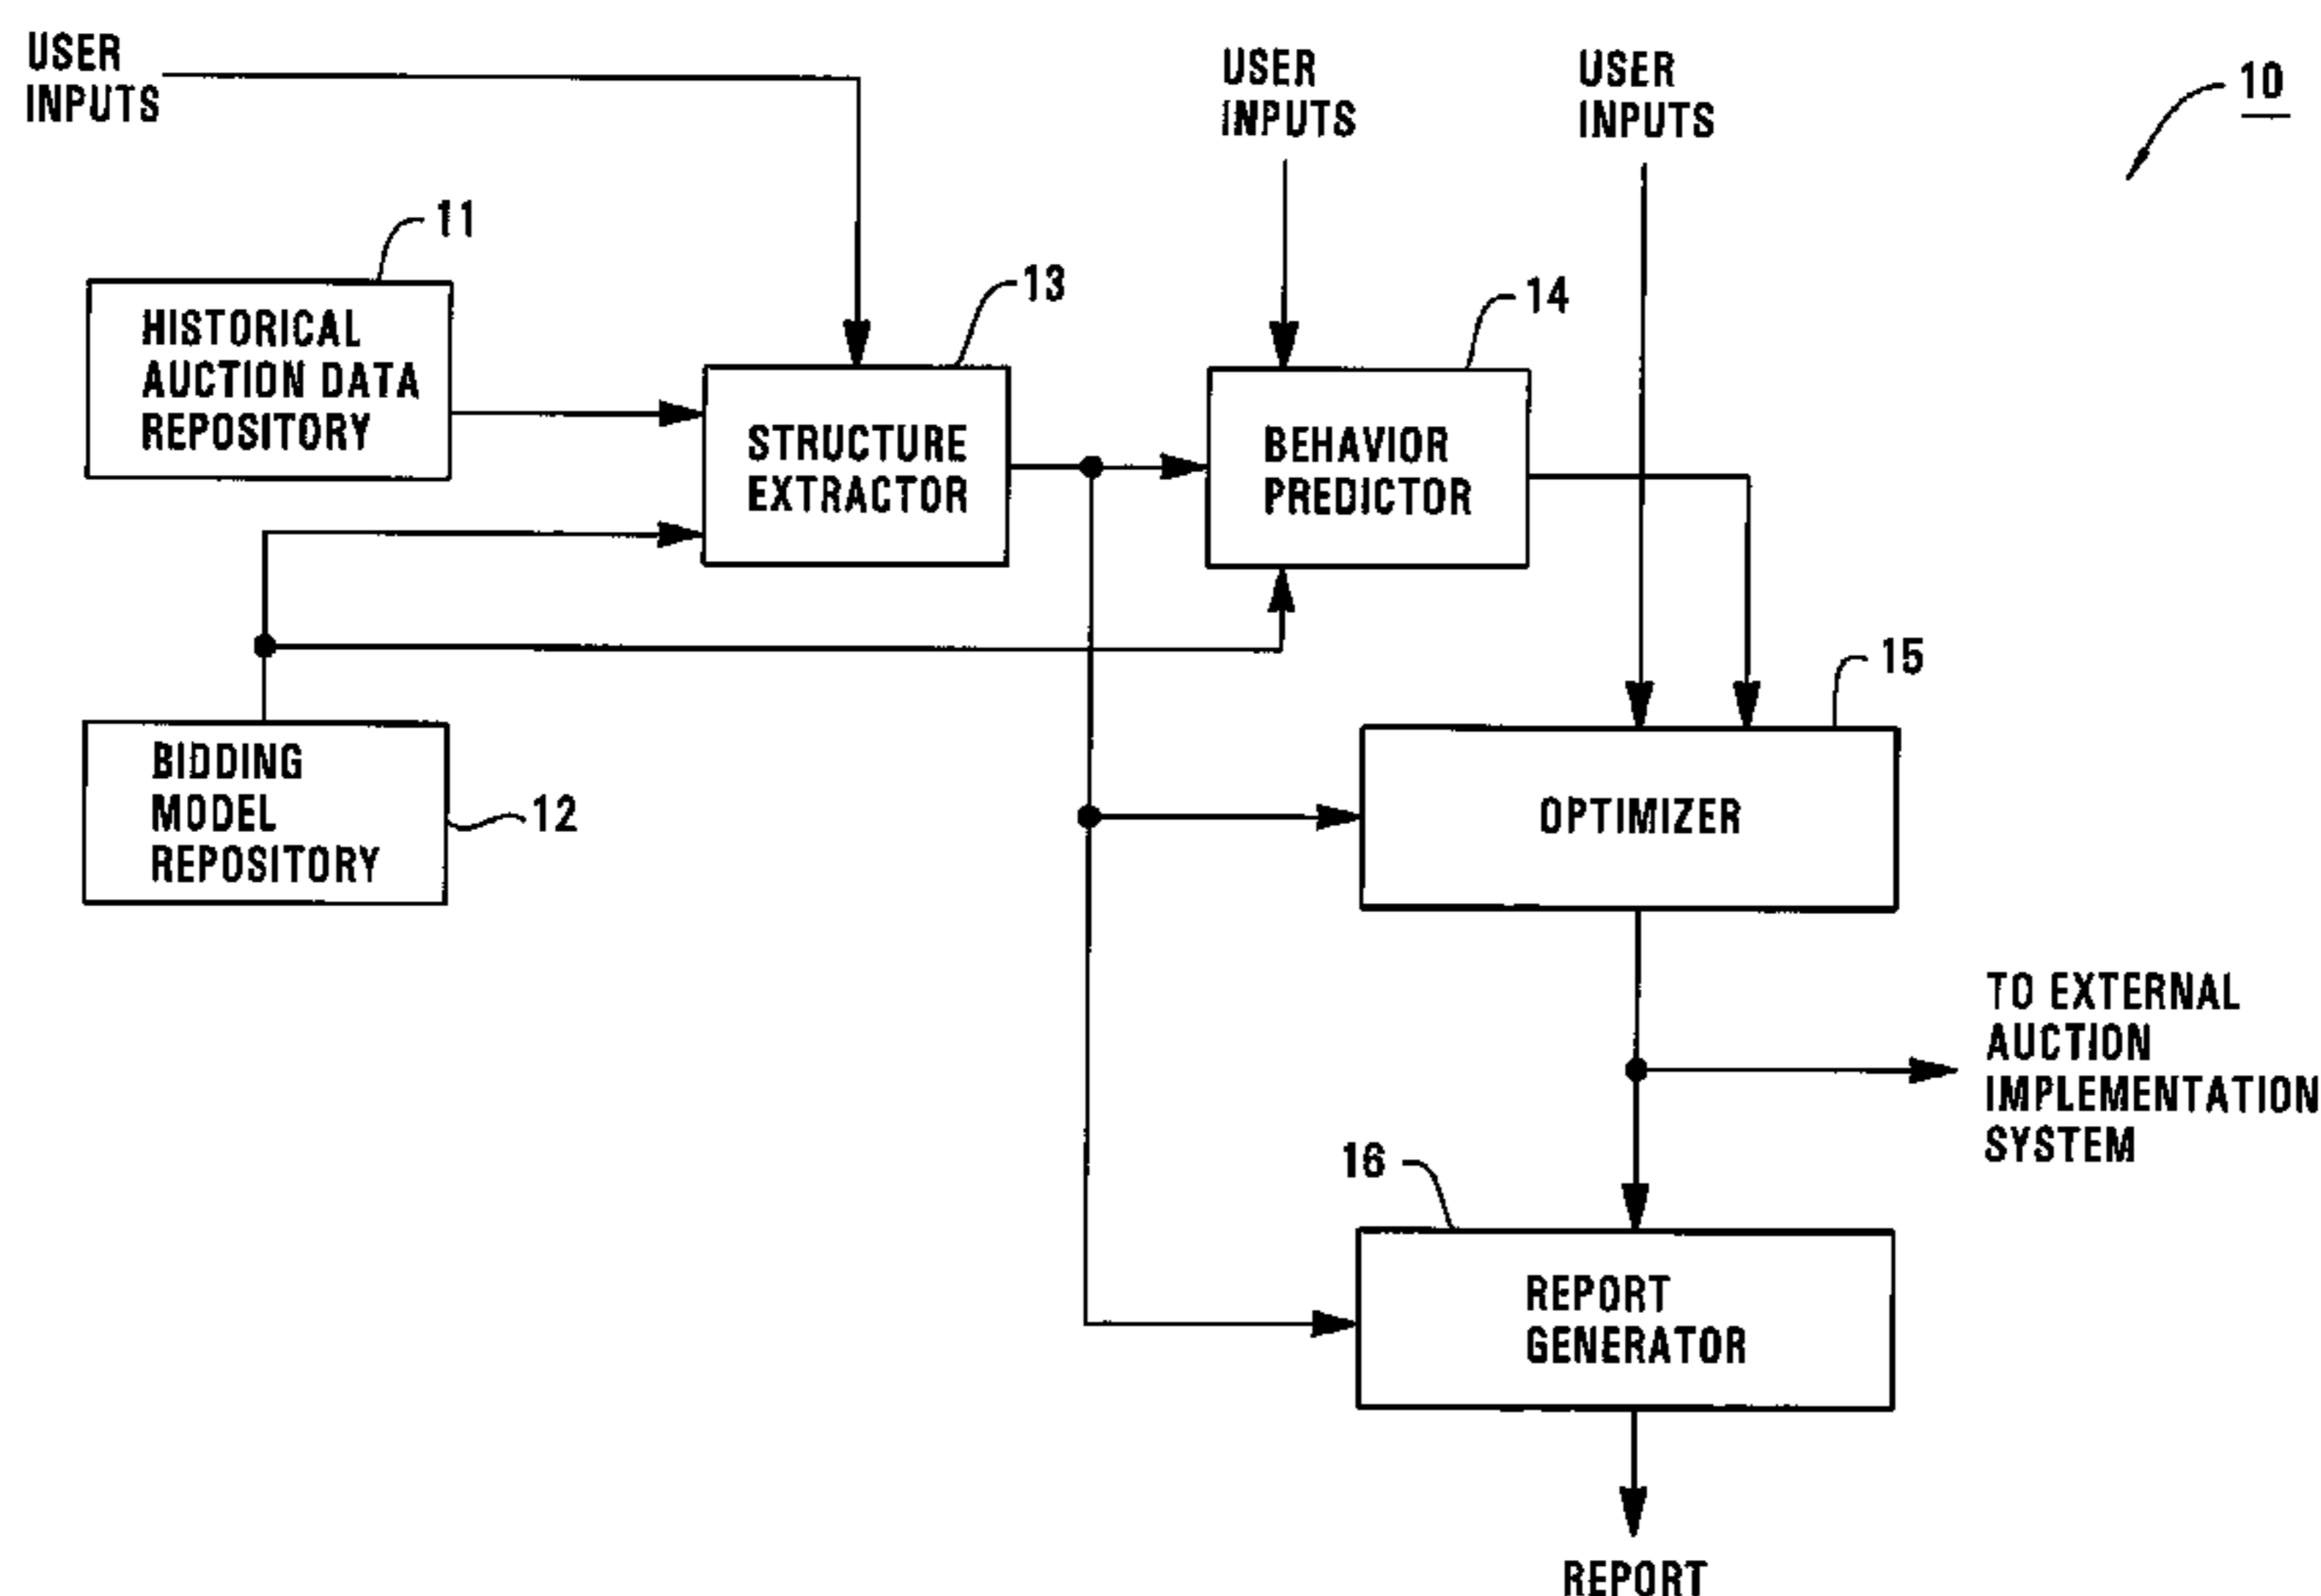 USER
INPUTS
USER
INPUTS
USER
INPUTS
10
11
HISTORICAL
AUCTION DATA
REPOSITORY
13
STRUCTURE
EXTRACTOR
14
BEHAVIOR
PREDICTOR
BIDDING
MODEL
REPOSITORY
12
15
OPTIMIZER
TO EXTERNAL
AUCTION
IMPLEMENTATION
SYSTEM
16
REPORT
GENERATOR
REPORT